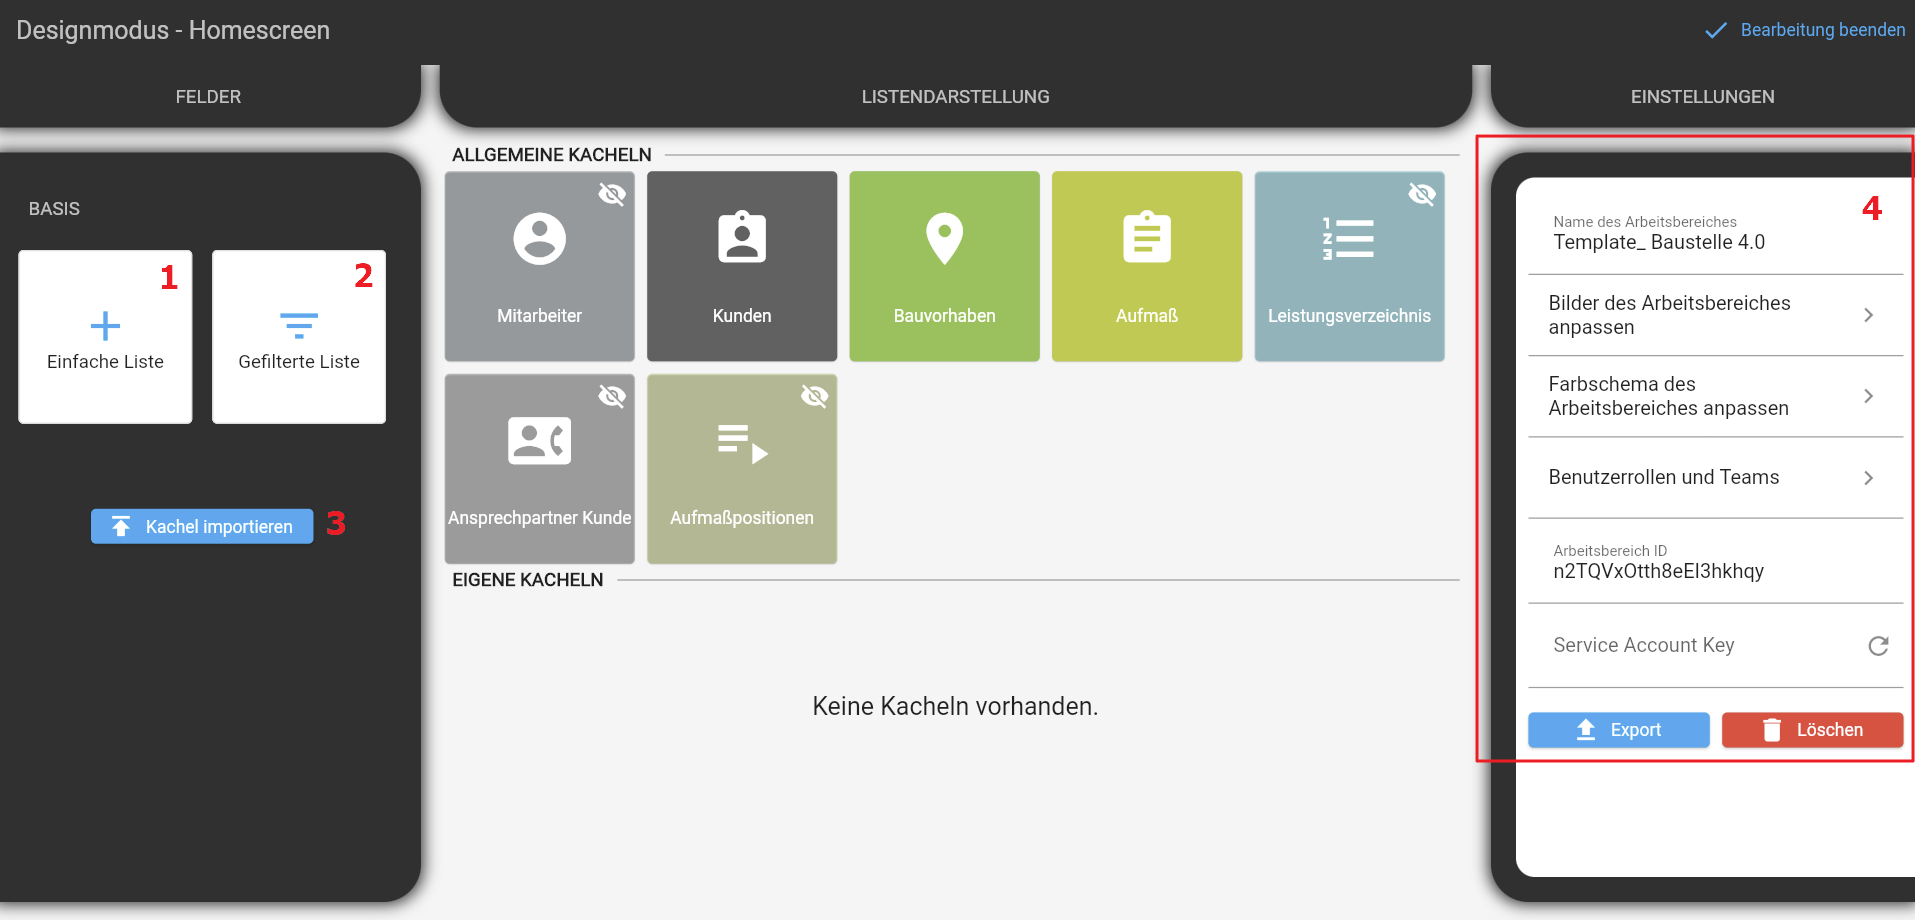 Designmodus - Homescreen
Bearbeitung beenden
FELDER
LISTENDARSTELLUNG
EINSTELLUNGEN
BASIS
1
Einfache Liste
2
Gefilterte Liste
Kachel importieren
3
ALLGEMEINE KACHELN
Mitarbeiter
Kunden
Bauvorhaben
Aufmaß
1
2
3
Leistungsverzeichnis
Ansprechpartner Kunde
Aufmaßpositionen
EIGENE KACHELN
Keine Kacheln vorhanden.
4
Name des Arbeitsbereiches
Template_ Baustelle 4.0
Bilder des Arbeitsbereiches
anpassen
Farbschema des
Arbeitsbereiches anpassen
Benutzerrollen und Teams
Arbeitsbereich ID
n2TQVxOtth8eEI3hkhqy
Service Account Key
Export
Löschen